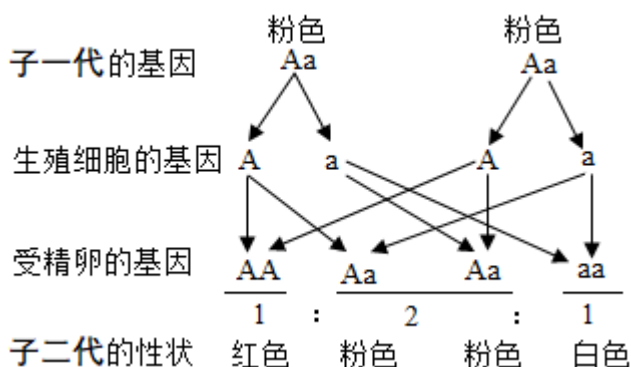 粉色 粉色
子一代的基因 Aa Aa
生殖细胞的基因 A a A a
受精卵的基因 AA Aa Aa aa
1 : 2 : 1
子二代的性状 红色 粉色 粉色 白色